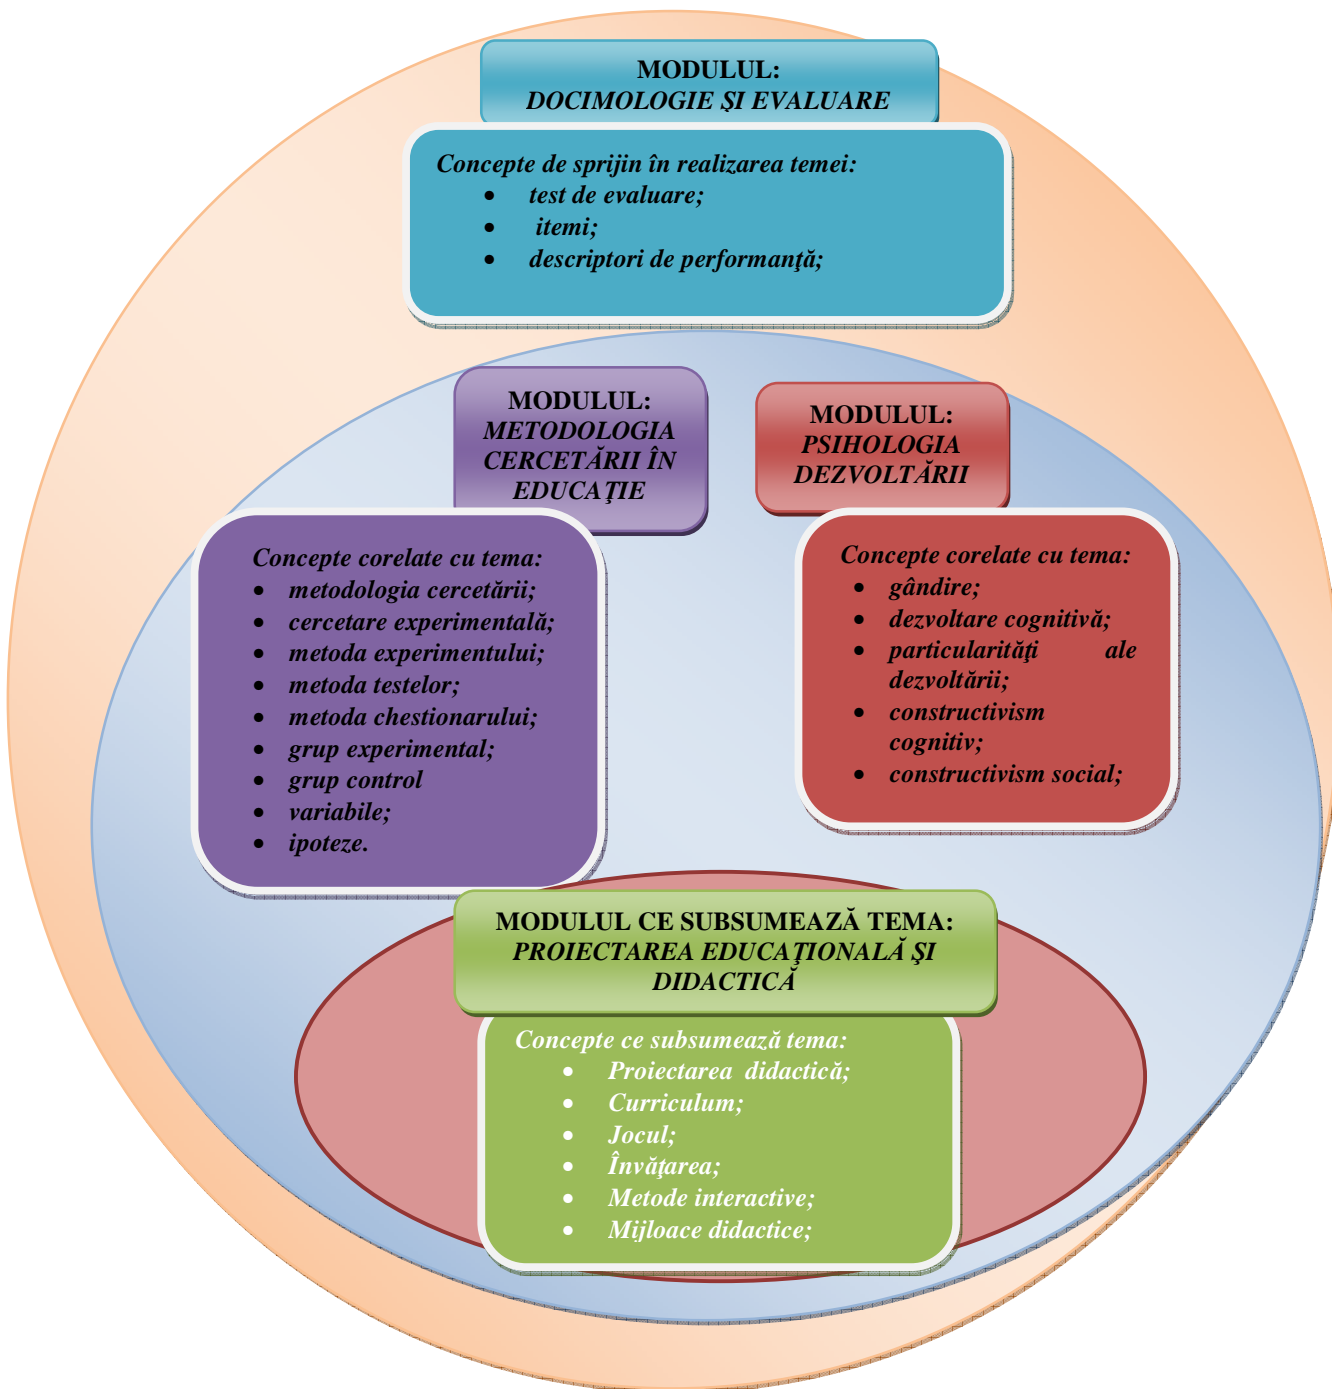 MODULUL:
DOCIMOLOGIE ŞI EVALUARE
Concepte de sprijin în realizarea temei:
• test de evaluare;
• itemi;
• descriptori de performanţă;
MODULUL:
METODOLOGIA
CERCETĂRII ÎN
EDUCAŢIE
Concepte corelate cu tema:
• metodologia cercetării;
• cercetare experimentală;
• metoda experimentului;
• metoda testelor;
• metoda chestionarului;
• grup experimental;
• grup control
• variabile;
• ipoteze.
MODULUL:
PSIHOLOGIA
DEZVOLTĂRII
Concepte corelate cu tema:
• gândire;
• dezvoltare cognitivă;
• particularităţi ale
dezvoltării;
• constructivism
cognitiv;
• constructivism social;
MODULUL CE SUBSUMEAZĂ TEMA:
PROIECTAREA EDUCAŢIONALĂ ŞI
DIDACTICĂ
Concepte ce subsumează tema:
• Proiectarea didactică;
• Curriculum;
• Jocul;
• Învăţarea;
• Metode interactive;
• Mijloace didactice;